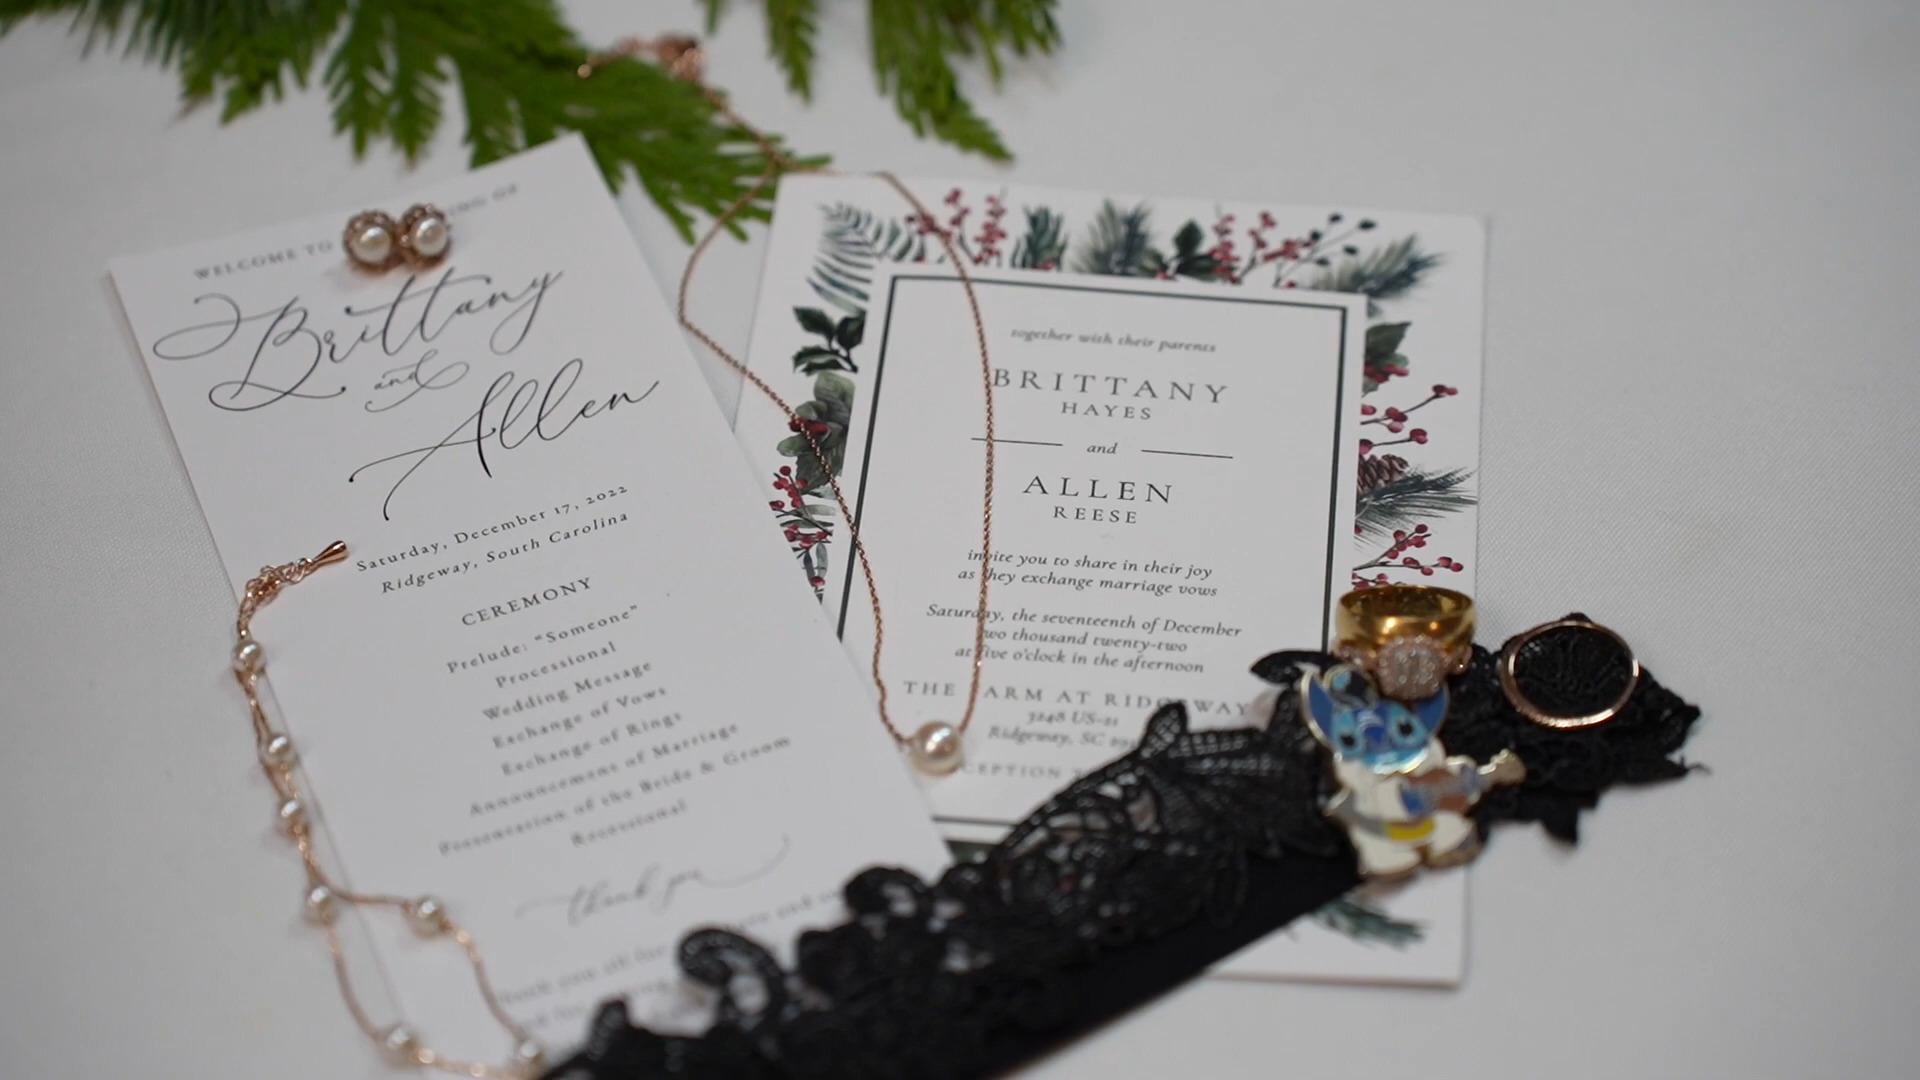 WELCOME TO
Brittany
and
Allen
Saturday, December 17, 2022
Ridgeway, South Carolina
CEREMONY
Prelude: "Someone"
Processional
Wedding Message
Exchange of Vows
Exchange of Rings
Announcement of Marriage
Presentation of the Bride & Groom
Recessional
thank you
together with their parents
BRITTANY
HAYES
and
ALLEN
REESE
invite you to share in their joy
as they exchange marriage vows
Saturday, the seventeenth of December
two thousand twenty-two
at five o'clock in the afternoon
THE ARM AT RIDGEWAY
3248 US-21
Ridgeway, SC